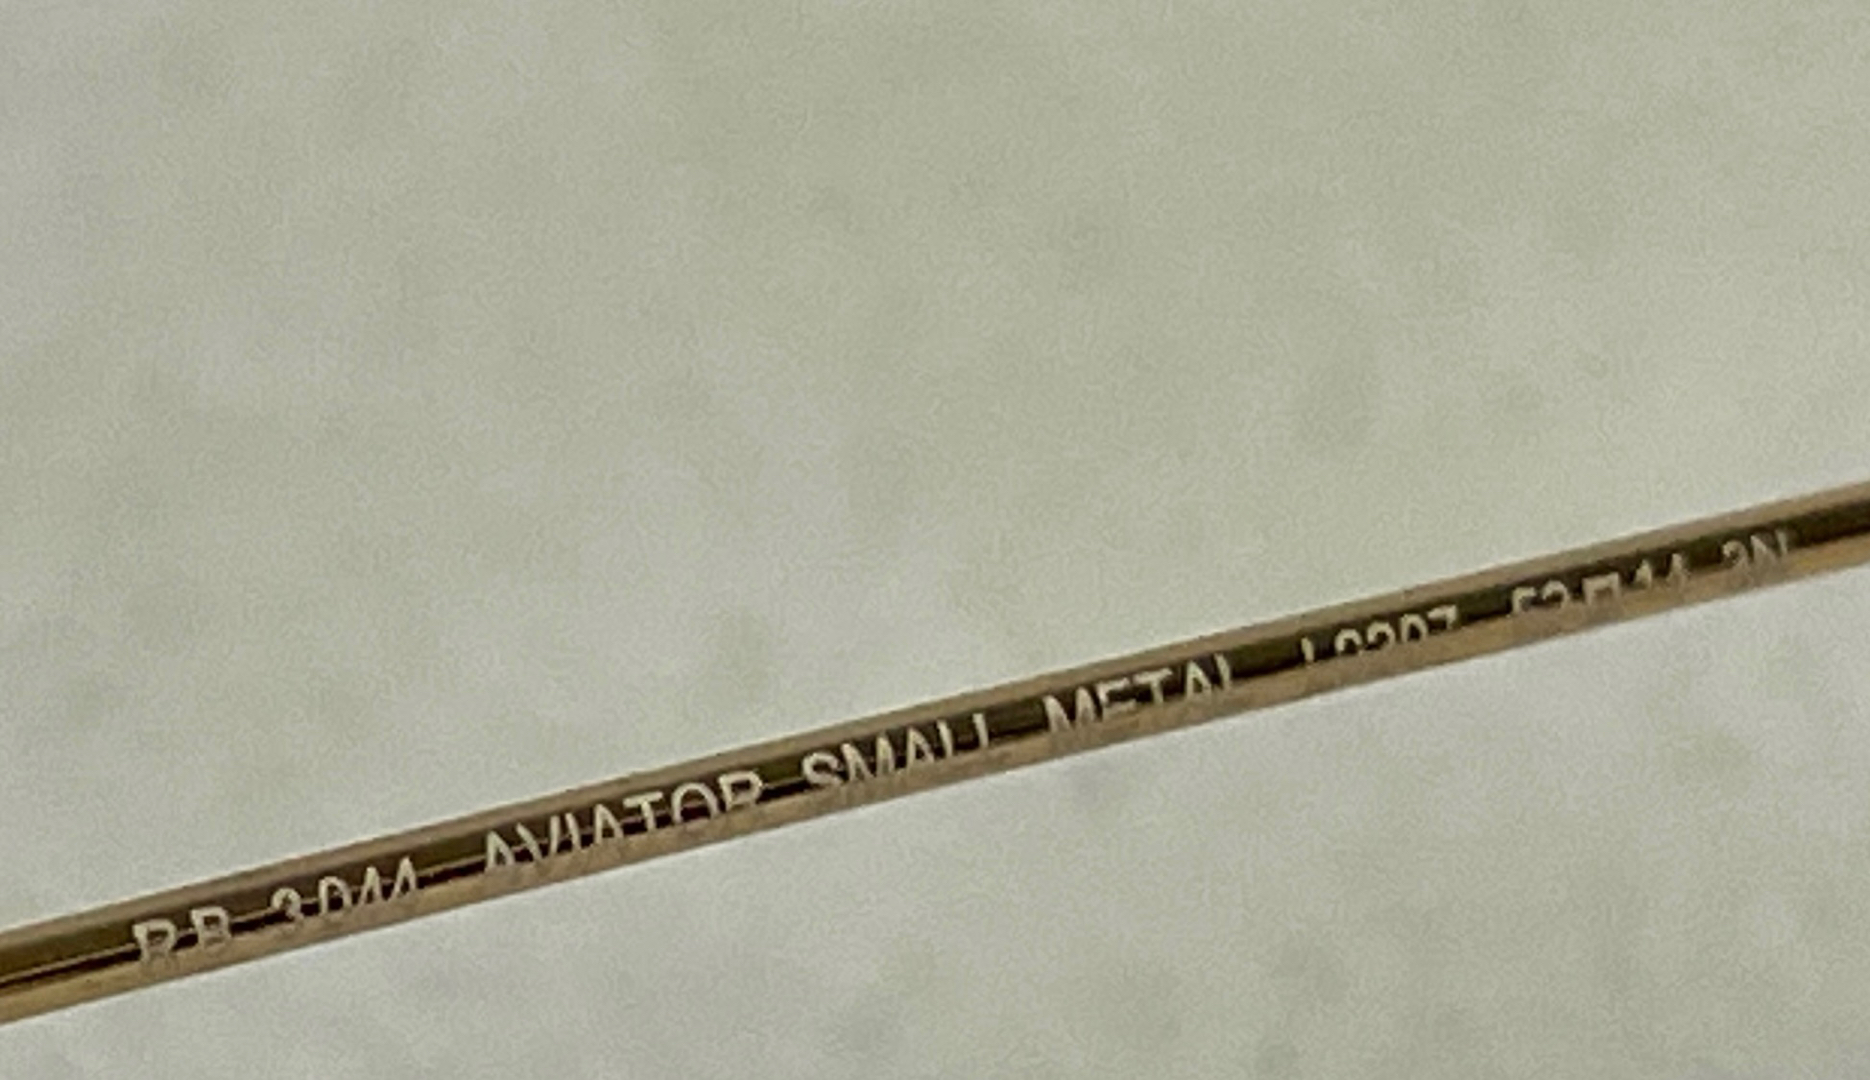 RB 3044 AVIATOR SMALL METAL L0207 52□14 3N